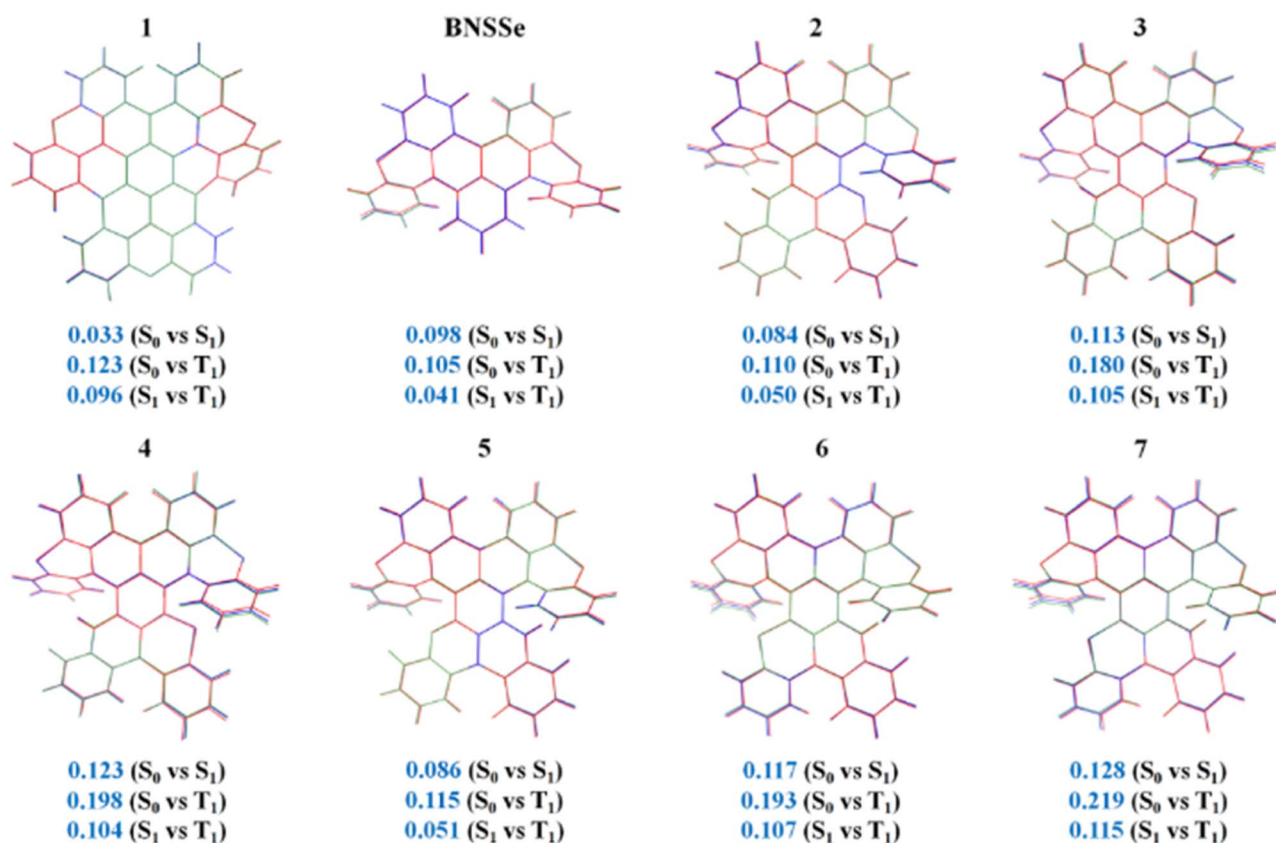 1 BNSSe 2 3
0.033 (S₀ vs S₁) 0.098 (S₀ vs S₁) 0.084 (S₀ vs S₁) 0.113 (S₀ vs S₁)
0.123 (S₀ vs T₁) 0.105 (S₀ vs T₁) 0.110 (S₀ vs T₁) 0.180 (S₀ vs T₁)
0.096 (S₁ vs T₁) 0.041 (S₁ vs T₁) 0.050 (S₁ vs T₁) 0.105 (S₁ vs T₁)
4 5 6 7
0.123 (S₀ vs S₁) 0.086 (S₀ vs S₁) 0.117 (S₀ vs S₁) 0.128 (S₀ vs S₁)
0.198 (S₀ vs T₁) 0.115 (S₀ vs T₁) 0.193 (S₀ vs T₁) 0.219 (S₀ vs T₁)
0.104 (S₁ vs T₁) 0.051 (S₁ vs T₁) 0.107 (S₁ vs T₁) 0.115 (S₁ vs T₁)